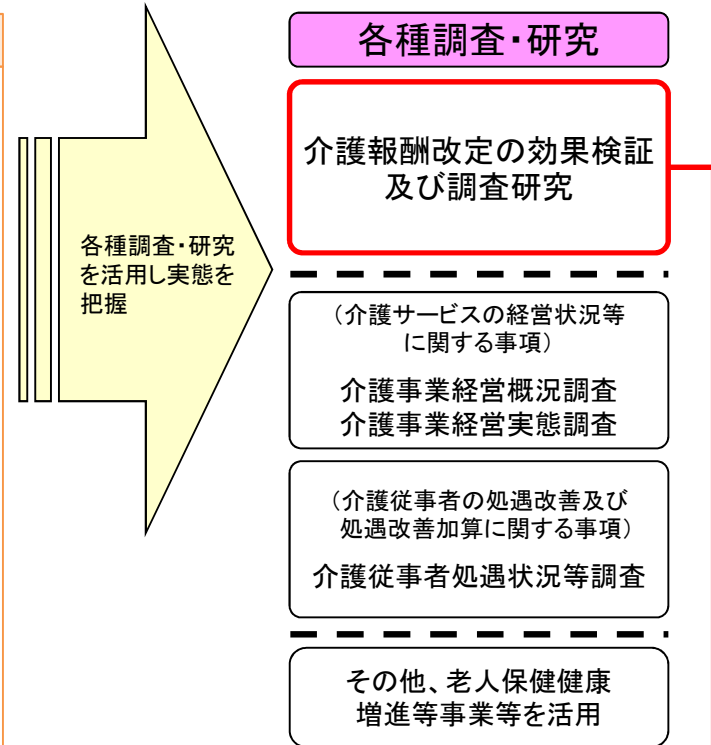 各種調査・研究
を活用し実態を
把握
各種調査・研究
介護報酬改定の効果検証
及び調査研究
（介護サービスの経営状況等
に関する事項）
介護事業経営概況調査
介護事業経営実態調査
（介護従事者の処遇改善及び
処遇改善加算に関する事項）
介護従事者処遇状況等調査
その他、老人保健健康
増進等事業等を活用